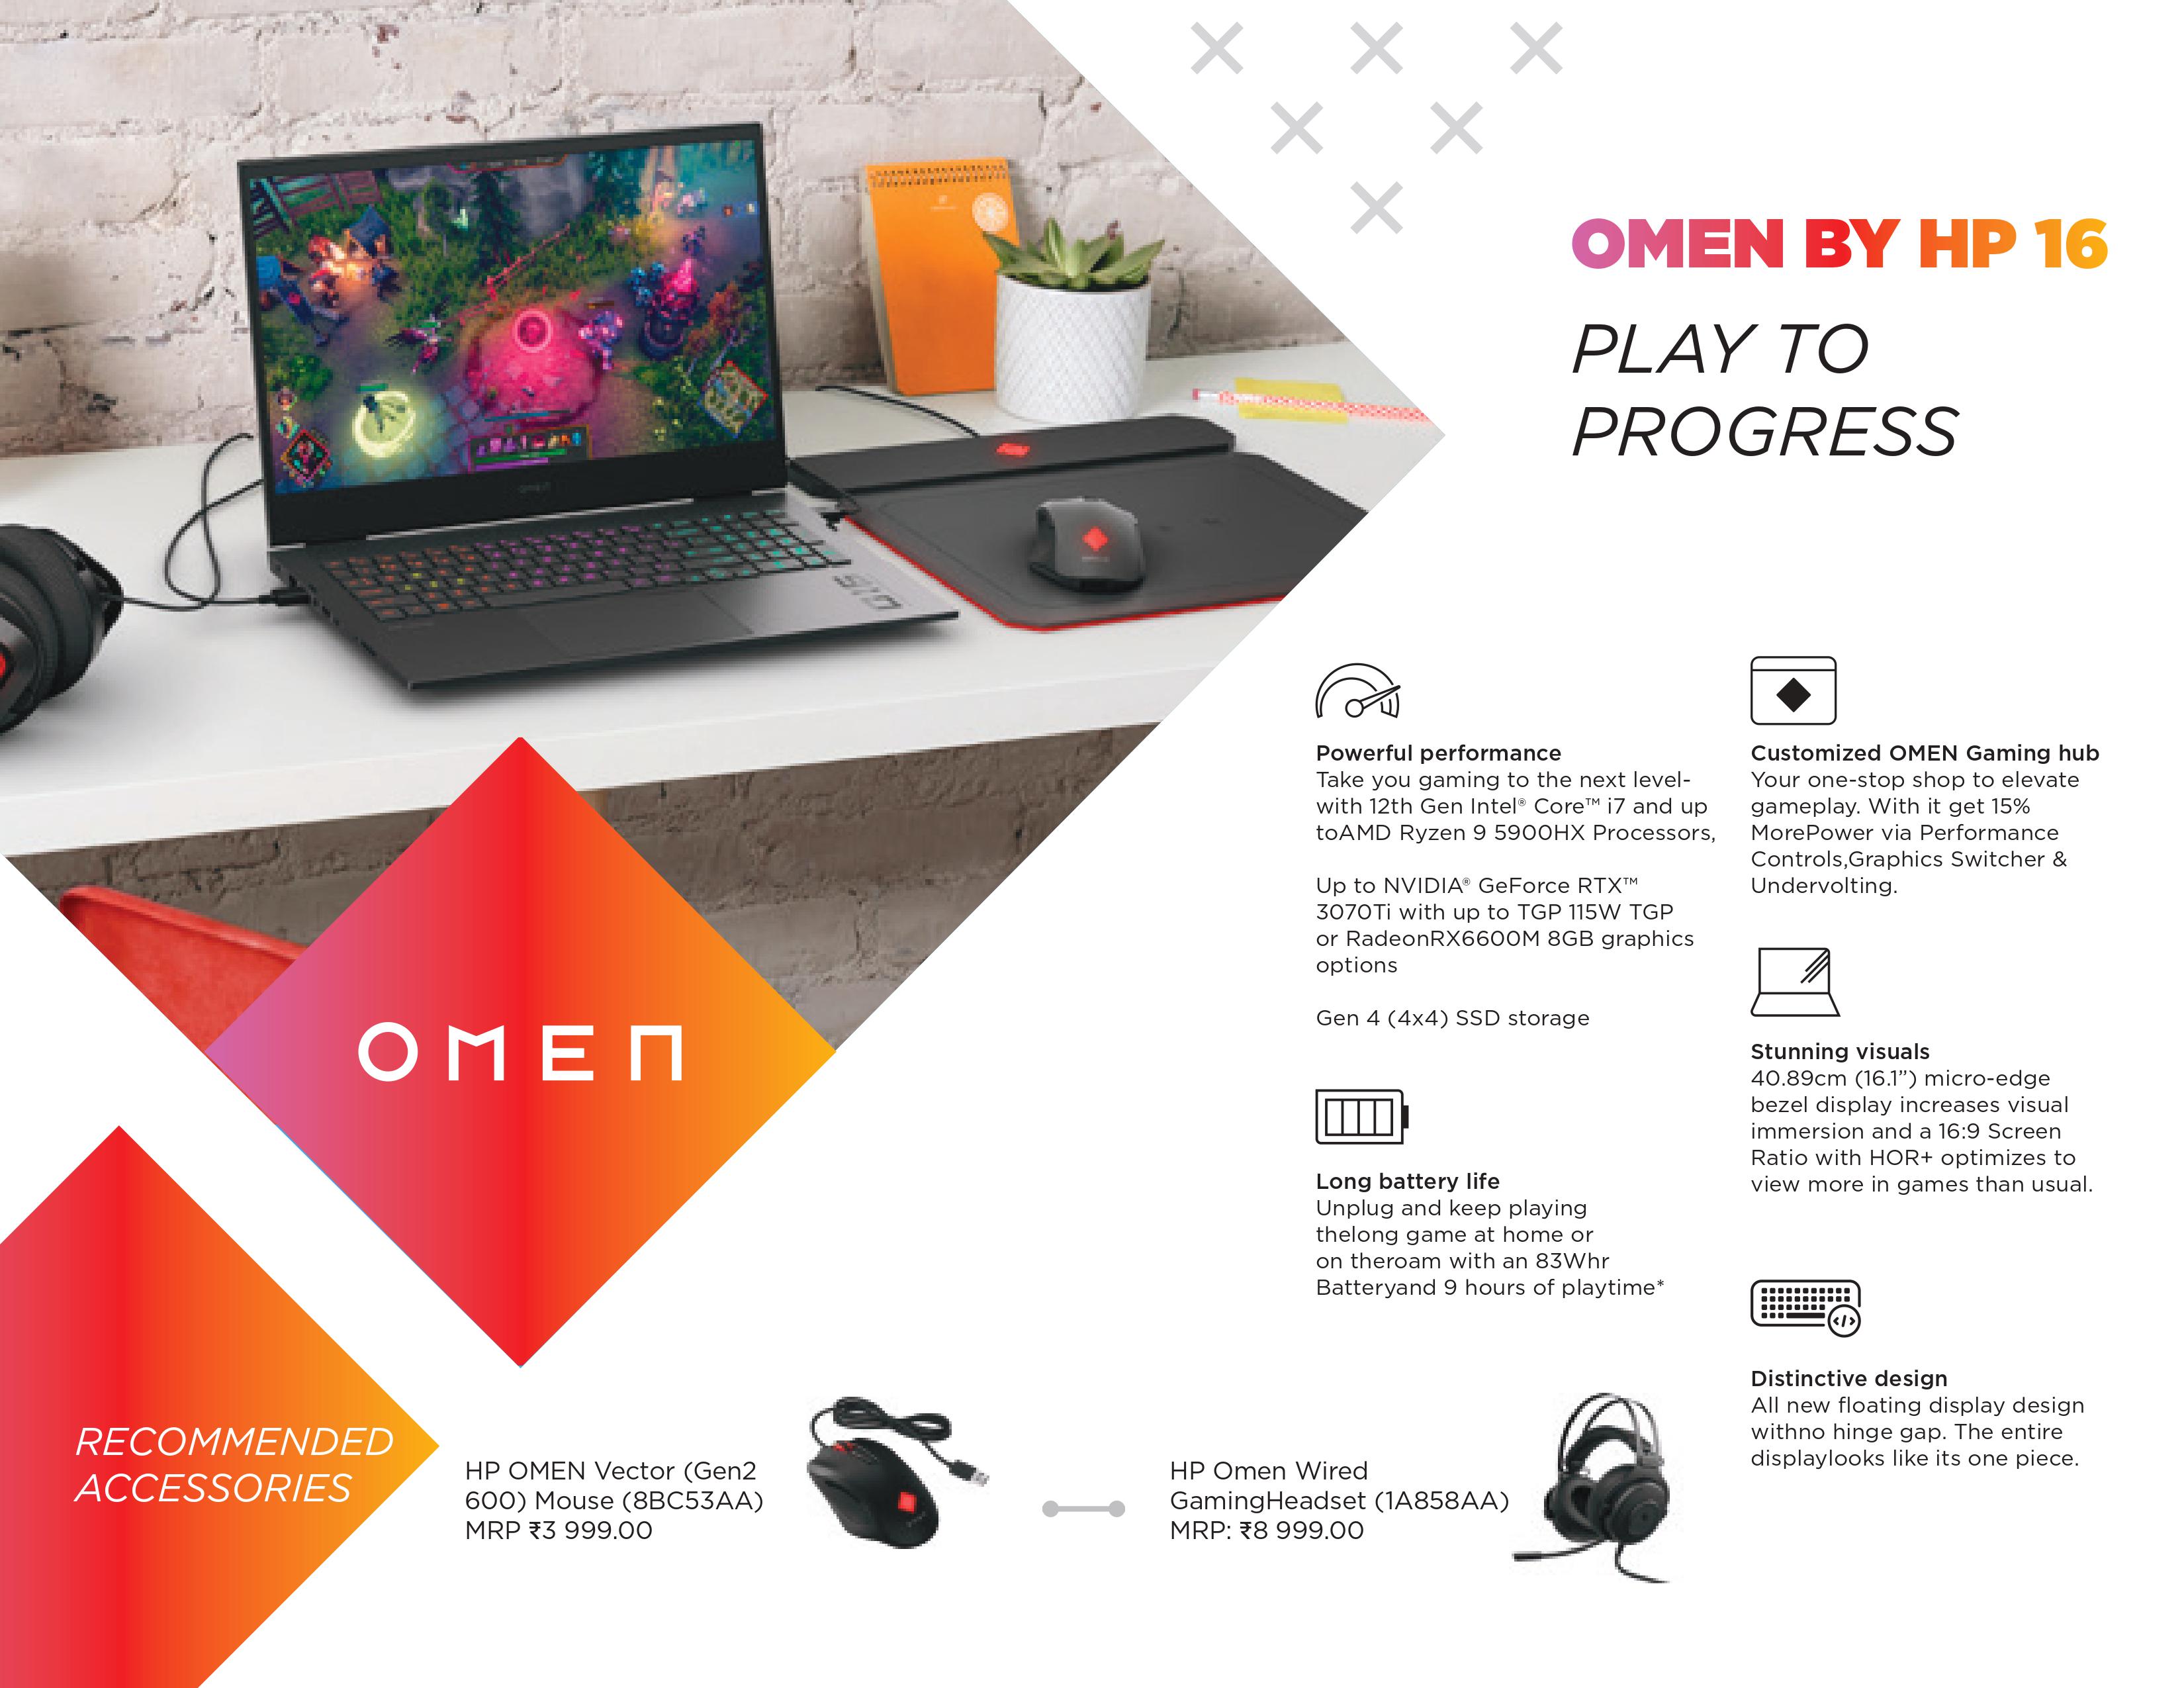 OMEN BY HP 16
PLAY TO
PROGRESS
Powerful performance
Take you gaming to the next level-
with 12th Gen Intel® Core™ i7 and up
toAMD Ryzen 9 5900HX Processors,
Up to NVIDIA® GeForce RTX™
3070Ti with up to TGP 115W TGP
or RadeonRX6600M 8GB graphics
options
Gen 4 (4x4) SSD storage
Long battery life
Unplug and keep playing
thelong game at home or
on theroam with an 83Whr
Batteryand 9 hours of playtime*
Customized OMEN Gaming hub
Your one-stop shop to elevate
gameplay. With it get 15%
MorePower via Performance
Controls,Graphics Switcher &
Undervolting.
Stunning visuals
40.89cm (16.1”) micro-edge
bezel display increases visual
immersion and a 16:9 Screen
Ratio with HOR+ optimizes to
view more in games than usual.
Distinctive design
All new floating display design
withno hinge gap. The entire
displaylooks like its one piece.
OMEN
RECOMMENDED
ACCESSORIES
HP OMEN Vector (Gen2
600) Mouse (8BC53AA)
MRP ₹3 999.00
HP Omen Wired
GamingHeadset (1A858AA)
MRP: ₹8 999.00